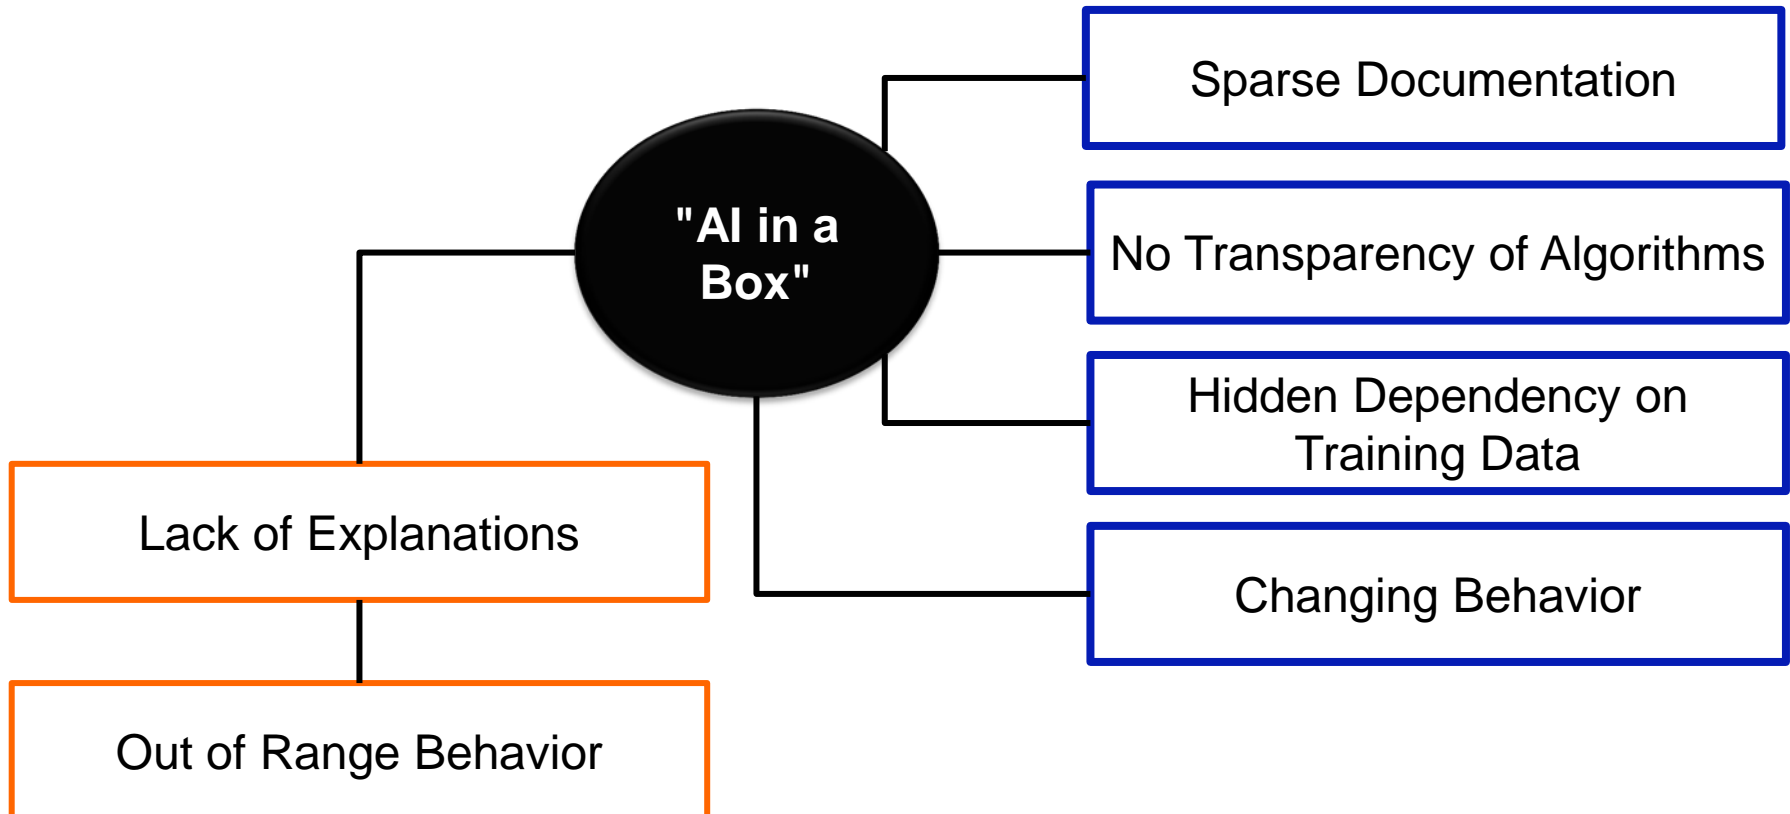 Sparse Documentation
"AI in a
Box"
No Transparency of Algorithms
Hidden Dependency on
Training Data
Lack of Explanations
Changing Behavior
Out of Range Behavior